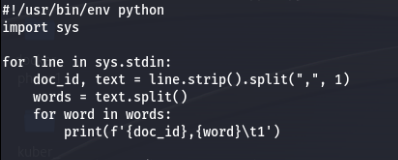 #!/usr/bin/env python
import sys

for line in sys.stdin:
    doc_id, text = line.strip().split(",", 1)
    words = text.split()
    for word in words:
        print(f'{doc_id},{word}\t1')